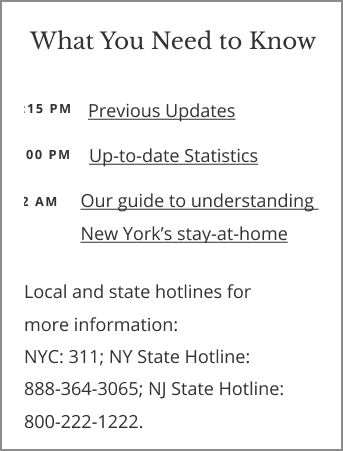 What You Need to Know
:15 PM Previous Updates
00 PM Up-to-date Statistics
2 AM Our guide to understanding
New York’s stay-at-home
Local and state hotlines for
more information:
NYC: 311; NY State Hotline:
888-364-3065; NJ State Hotline:
800-222-1222.